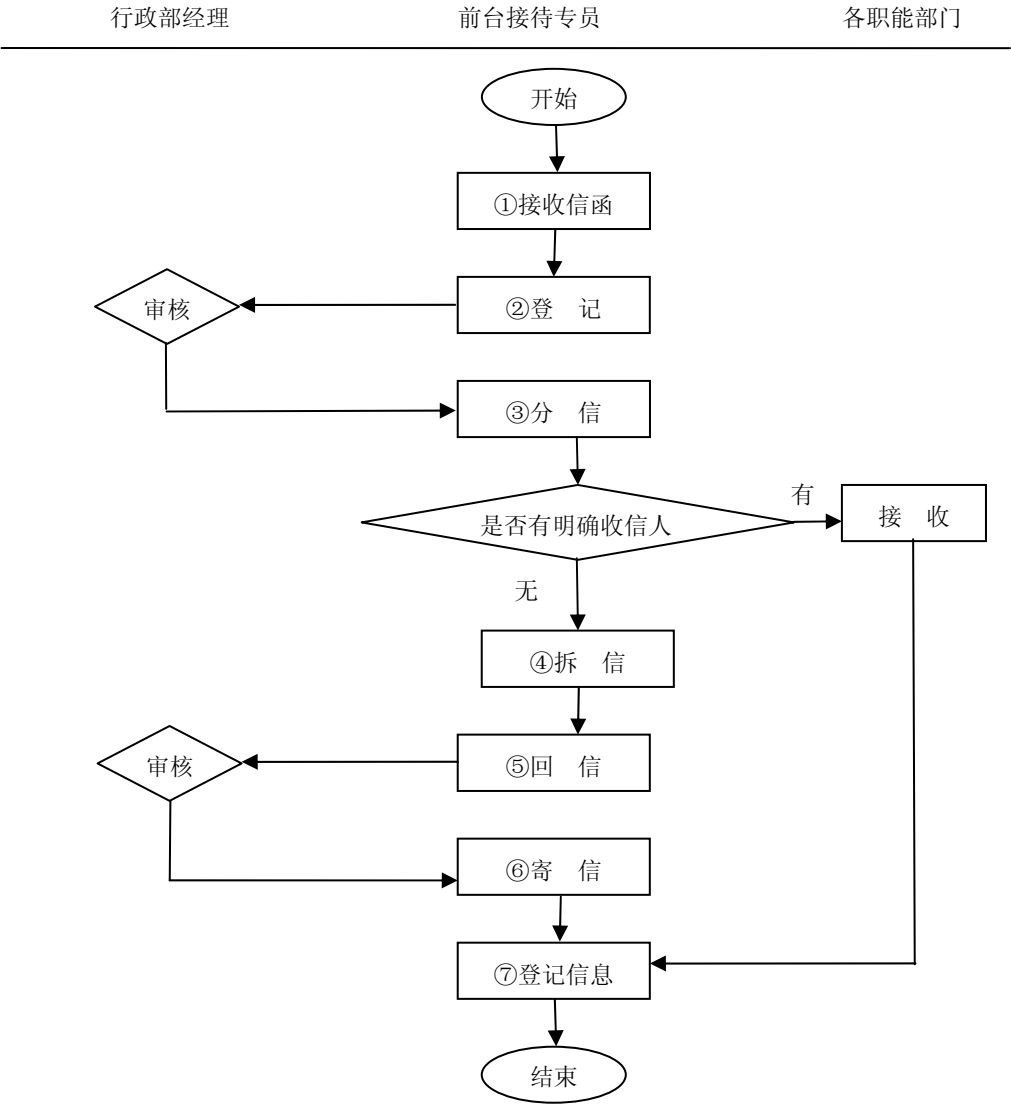 行政部经理 前台接待专员 各职能部门
开始
①接收信函
②登 记
审核
③分 信
是否有明确收信人
有
接 收
无
④拆 信
⑤回 信
审核
⑥寄 信
⑦登记信息
结束